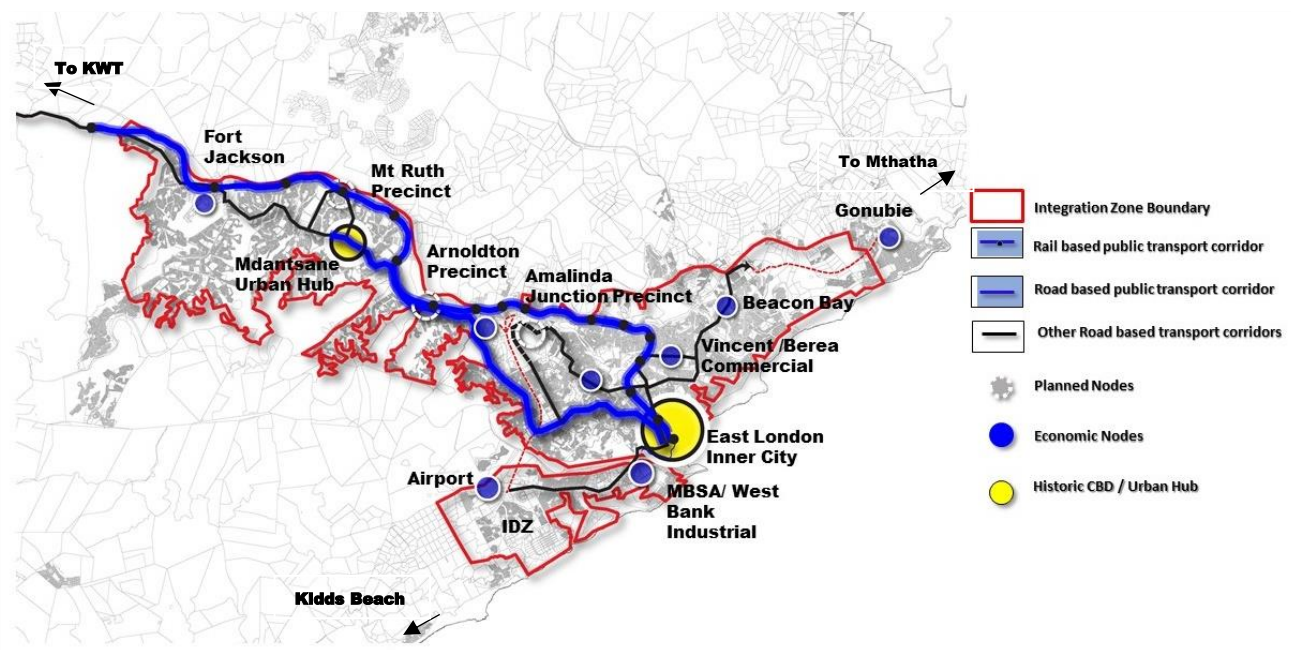 To KWT
Fort
Jackson
Mt Ruth
Precinct
To Mthatha
Gonubie
Mdantsane
Urban Hub
Arnoldton
Precinct
Amalinda
Junction Precinct
Beacon Bay
Vincent /Berea
Commercial
East London
Inner City
Airport
MBSA/ West
Bank
Industrial
IDZ
Kidds Beach
Integration Zone Boundary
Rail based public transport corridor
Road based public transport corridor
Other Road based transport corridors
Planned Nodes
Economic Nodes
Historic CBD / Urban Hub